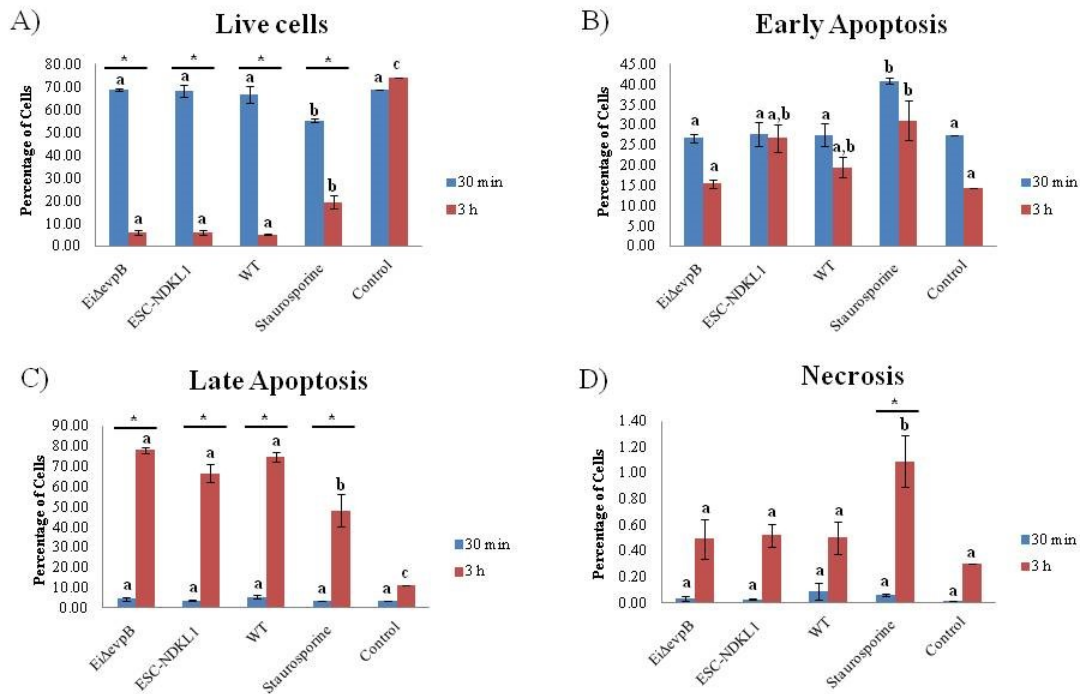 A)
Live cells
* * * *
80.00
70.00
60.00
50.00
40.00
30.00
20.00
10.00
0.00
Percentage of Cells
a a a a a a b b a c
30 min
3 h
EiΔevpB
ESC-NDKL1
WT
Staurosporine
Control
B)
Early Apoptosis
45.00
40.00
35.00
30.00
25.00
20.00
15.00
10.00
5.00
0.00
Percentage of Cells
a a a a,b a a,b b b a a
30 min
3 h
EiΔevpB
ESC-NDKL1
WT
Staurosporine
Control
C)
Late Apoptosis
* * * *
90.00
80.00
70.00
60.00
50.00
40.00
30.00
20.00
10.00
0.00
Percentage of Cells
a a a a a a a b a c
30 min
3 h
EiΔevpB
ESC-NDKL1
WT
Staurosporine
Control
D)
Necrosis
*
1.40
1.20
1.00
0.80
0.60
0.40
0.20
0.00
Percentage of Cells
a a a a a a a b a a
30 min
3 h
EiΔevpB
ESC-NDKL1
WT
Staurosporine
Control